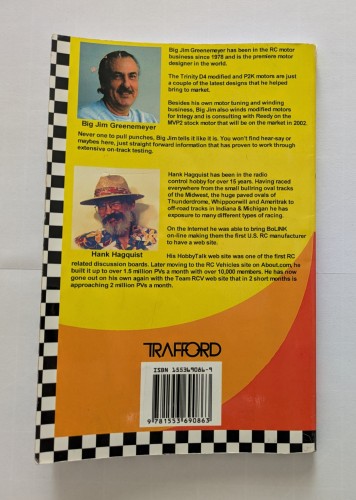 Big Jim Greenemeyer has been in the RC motor
business since 1978 and is the premiere motor
designer in the world.
The Trinity D4 modified and P2K motors are just
a couple of the latest designs that he helped
bring to market.
Besides his own motor tuning and winding
business, Big Jim also winds modified motors
for Integy and is consulting with Reedy on the
MVP2 stock motor that will be on the market in 2002.
Big Jim Greenemeyer
Never one to pull punches, Big Jim tells it like it is. You won't find hear-say or
maybes here, just straight forward information that has proven to work through
extensive on-track testing.
Hank Hagquist has been in the radio
control hobby for over 15 years. Having raced
everywhere from the small bullring oval tracks
of the Midwest, the huge paved ovals of
Thunderdrome, Whippoorwill and Ameritrak to
off-road tracks in Indiana & Michigan he has
exposure to many different types of racing.
On the Internet he was able to bring BoLINK
on-line making them the first U.S. RC manufacturer
to have a web site.
Hank Hagquist
His HobbyTalk web site was one of the first RC
related discussion boards. Later moving to the RC Vehicles site on About.com, he
built it up to over 1.5 million PVs a month with over 10,000 members. He has now
gone out on his own again with the Team RCV web site that in 2 short months is
approaching 2 million PVs a month.
TRAFFORD
ISBN 155369086-9
9 781553 690863